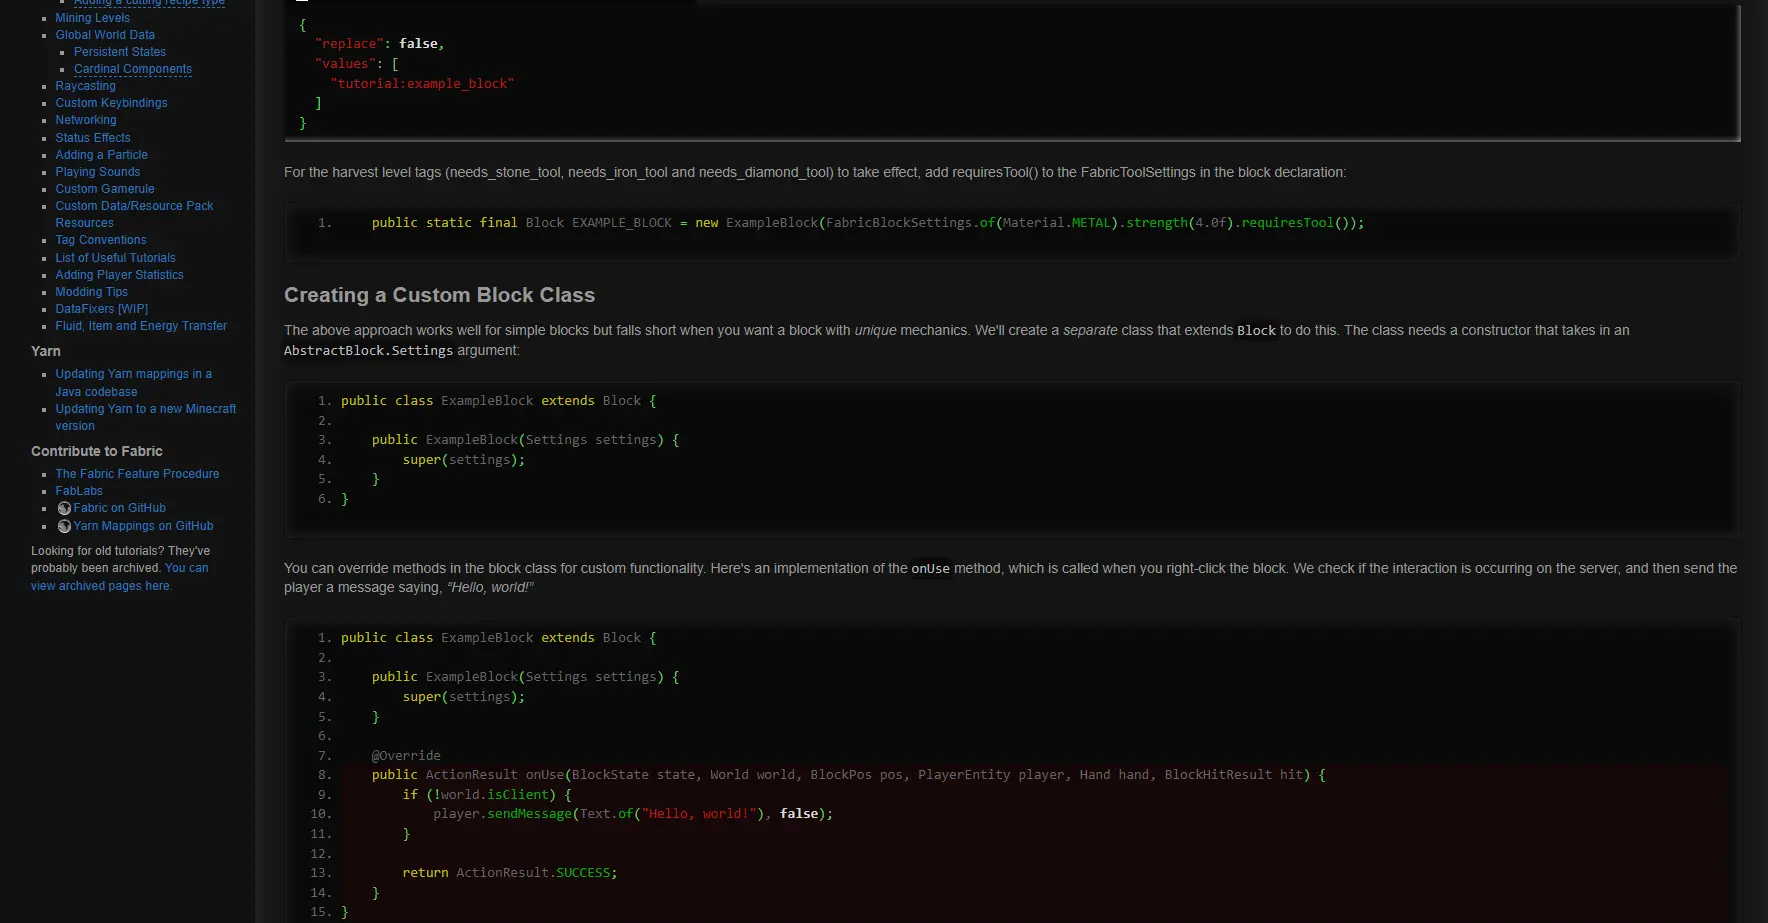 Adding a cutting recipe type
Mining Levels
Global World Data
Persistent States
Cardinal Components
Raycasting
Custom Keybindings
Networking
Status Effects
Adding a Particle
Playing Sounds
Custom Gamerule
Custom Data/Resource Pack
Resources
Tag Conventions
List of Useful Tutorials
Adding Player Statistics
Modding Tips
DataFixers [WIP]
Fluid, Item and Energy Transfer
Yarn
Updating Yarn mappings in a
Java codebase
Updating Yarn to a new Minecraft
version
Contribute to Fabric
The Fabric Feature Procedure
FabLabs
Fabric on GitHub
Yarn Mappings on GitHub
Looking for old tutorials? They've
probably been archived. You can
view archived pages here.
{
"replace": false,
"values": [
"tutorial:example_block"
]
}
For the harvest level tags (needs_stone_tool, needs_iron_tool and needs_diamond_tool) to take effect, add requiresTool() to the FabricToolSettings in the block declaration:
1. public static final Block EXAMPLE_BLOCK = new ExampleBlock(FabricBlockSettings.of(Material.METAL).strength(4.0f).requiresTool());
Creating a Custom Block Class
The above approach works well for simple blocks but falls short when you want a block with unique mechanics. We'll create a separate class that extends Block to do this. The class needs a constructor that takes in an
AbstractBlock.Settings argument:
1. public class ExampleBlock extends Block {
2.
3. public ExampleBlock(Settings settings) {
4. super(settings);
5. }
6. }
You can override methods in the block class for custom functionality. Here's an implementation of the onUse method, which is called when you right-click the block. We check if the interaction is occurring on the server, and then send the
player a message saying, “Hello, world!”
1. public class ExampleBlock extends Block {
2.
3. public ExampleBlock(Settings settings) {
4. super(settings);
5. }
6.
7. @Override
8. public ActionResult onUse(BlockState state, World world, BlockPos pos, PlayerEntity player, Hand hand, BlockHitResult hit) {
9. if (!world.isClient) {
10. player.sendMessage(Text.of("Hello, world!"), false);
11. }
12.
13. return ActionResult.SUCCESS;
14. }
15. }